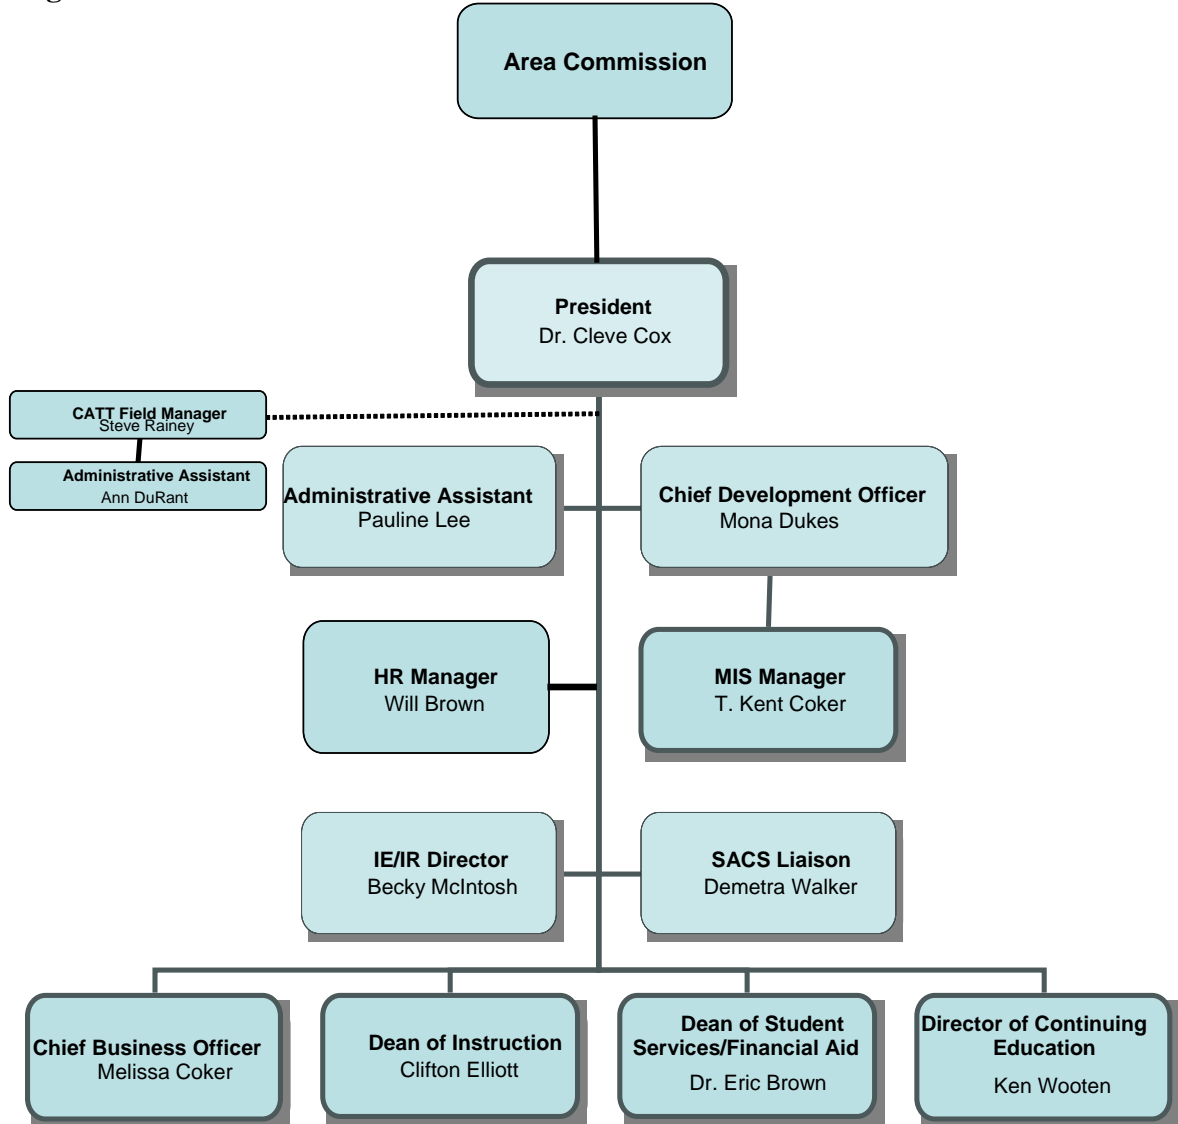 Area Commission
President
Dr. Cleve Cox
CATT Field Manager
Steve Rainey
Administrative Assistant
Ann DuRant
Administrative Assistant
Pauline Lee
Chief Development Officer
Mona Dukes
HR Manager
Will Brown
MIS Manager
T. Kent Coker
IE/IR Director
Becky McIntosh
SACS Liaison
Demetra Walker
Chief Business Officer
Melissa Coker
Dean of Instruction
Clifton Elliott
Dean of Student
Services/Financial Aid
Dr. Eric Brown
Director of Continuing
Education
Ken Wooten